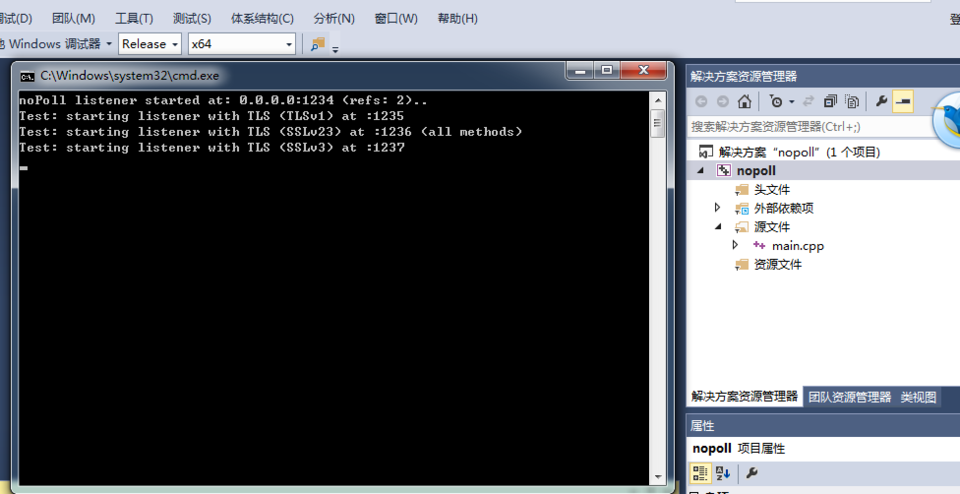 调试(D) 团队(M) 工具(T) 测试(S) 体系结构(C) 分析(N) 窗口(W) 帮助(H)
登
Windows 调试器 Release x64
C:\Windows\system32\cmd.exe
noPoll listener started at: 0.0.0.0:1234 (refs: 2)..
Test: starting listener with TLS (TLSv1) at :1235
Test: starting listener with TLS (SSLv23) at :1236 (all methods)
Test: starting listener with TLS (SSLv3) at :1237
解决方案资源管理器
搜索解决方案资源管理器(Ctrl+;)
解决方案 "nopoll" (1 个项目)
nopoll
头文件
外部依赖项
源文件
main.cpp
资源文件
解决方案资源管理器 团队资源管理器 类视图
属性
nopoll 项目属性